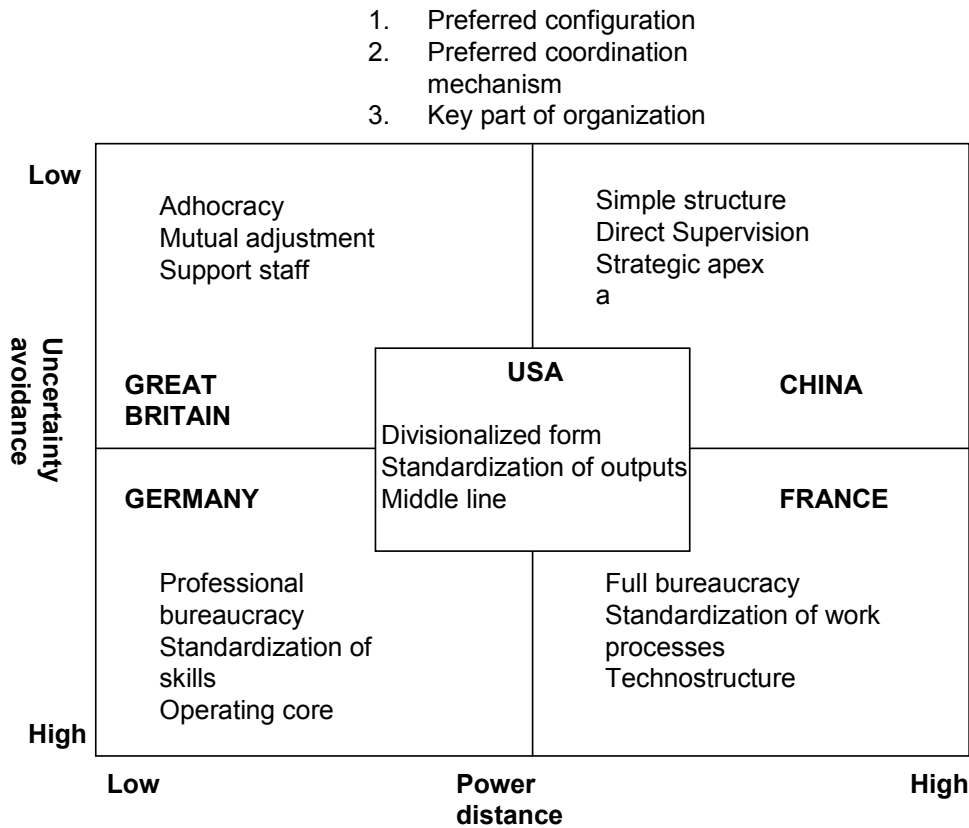 1. Preferred configuration
2. Preferred coordination
mechanism
3. Key part of organization
Low
Adhocracy
Mutual adjustment
Support staff
Simple structure
Direct Supervision
Strategic apex
a
Uncertainty
avoidance
GREAT
BRITAIN
USA
CHINA
Divisionalized form
Standardization of outputs
Middle line
GERMANY
FRANCE
Professional
bureaucracy
Standardization of
skills
Operating core
Full bureaucracy
Standardization of work
processes
Technostructure
High
Low
Power
distance
High